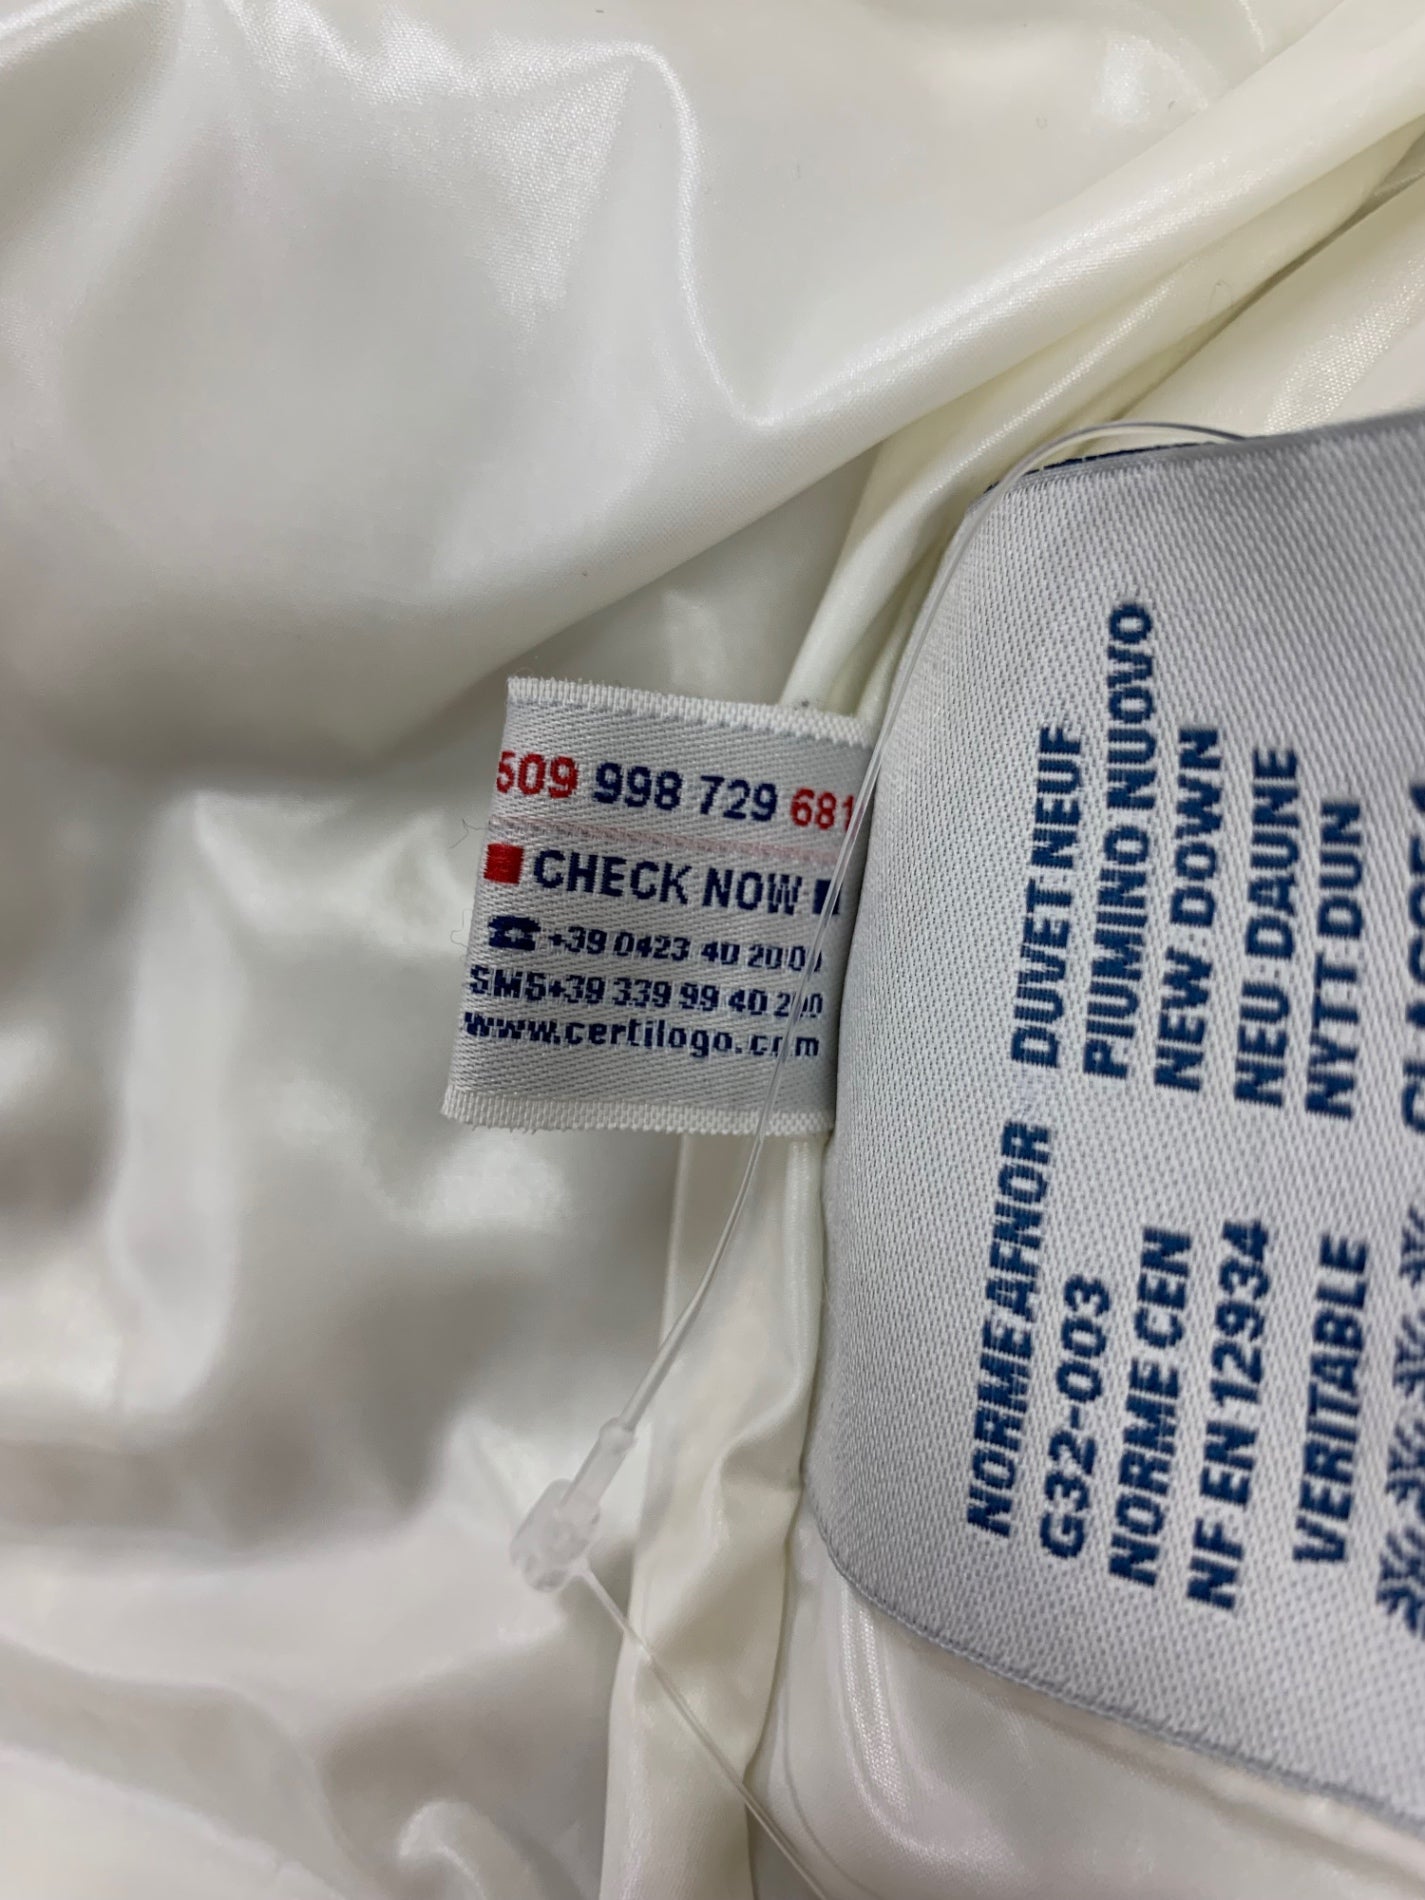 509 998 729 681
CHECK NOW
+39 0423 40 2000
SMS+39 339 99 40 200
www.certilogo.com
NORME AFNOR DUVET NEUF
G32-003 PIUMINO NUOVO
NORME CEN NEW DOWN
NF EN 12934 NEU DAUNE
VERITABLE NYTT DUN